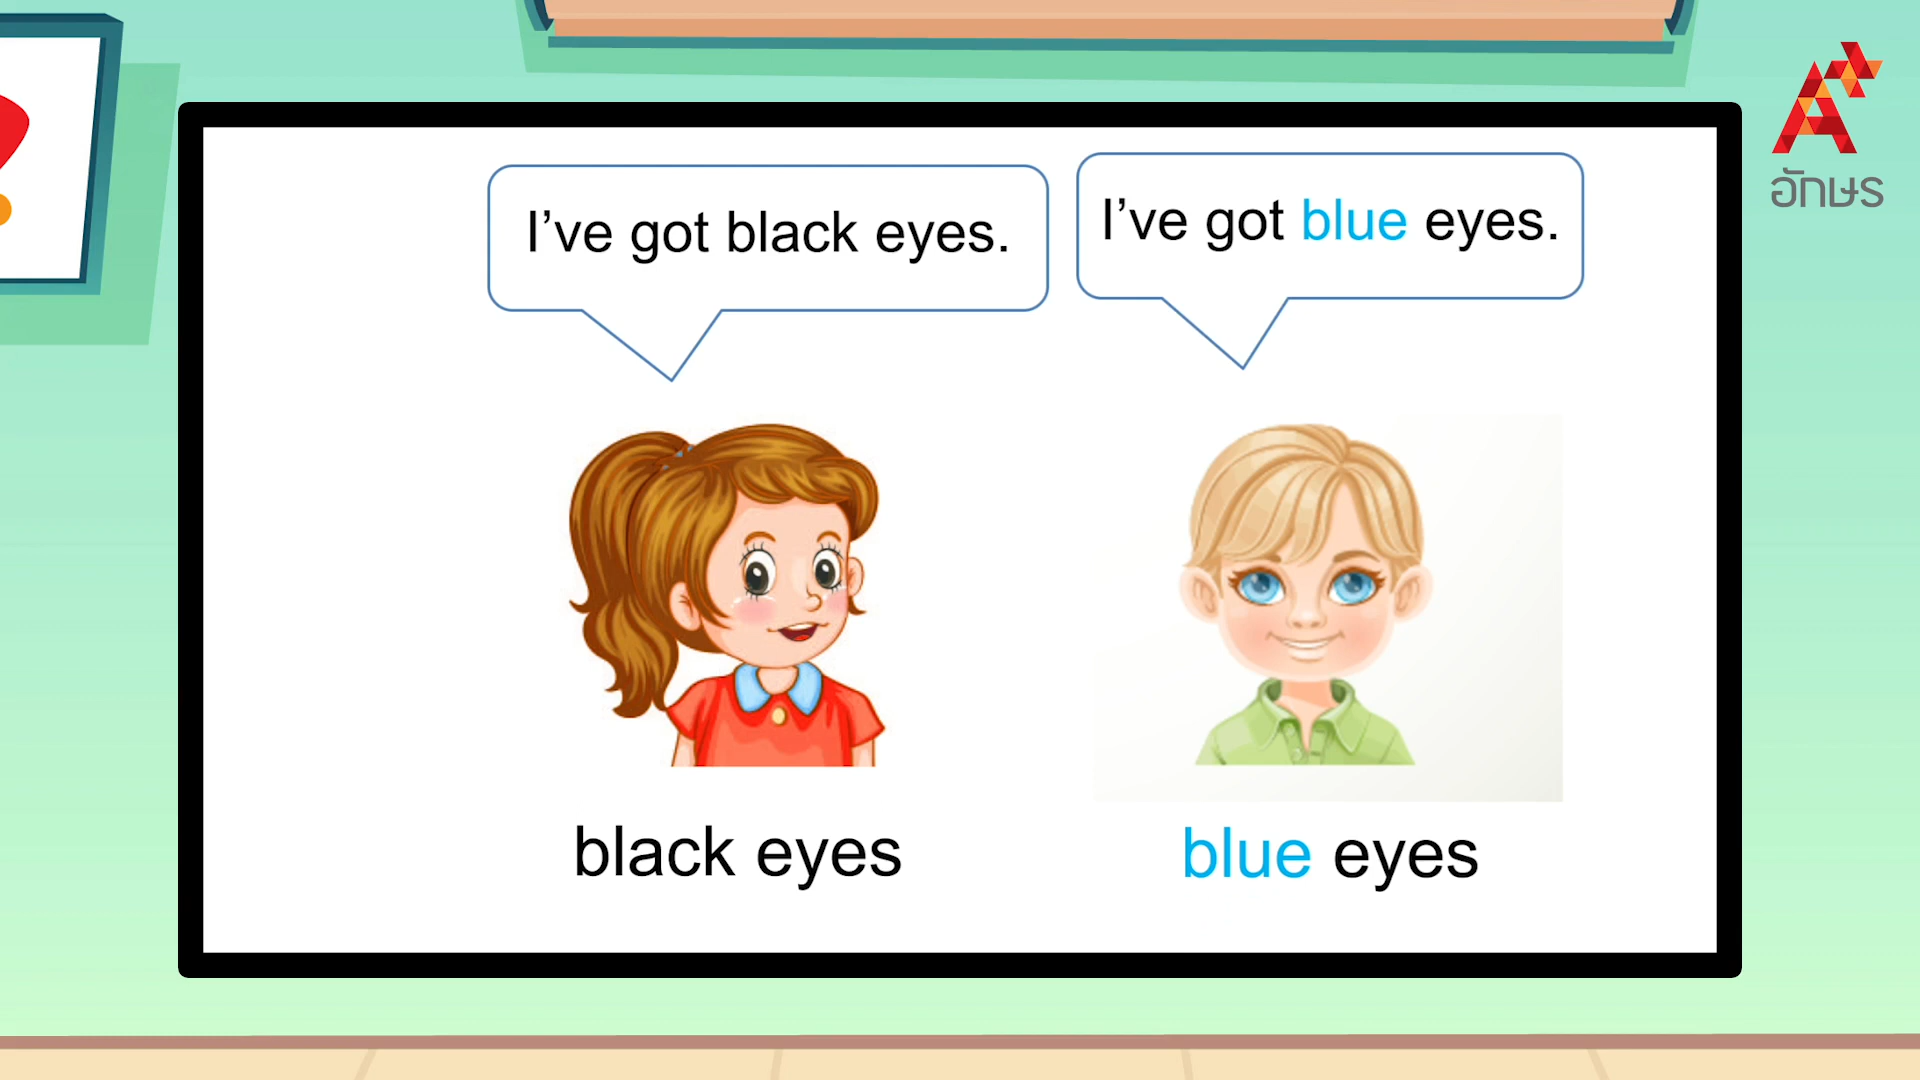 I've got black eyes.
I've got blue eyes.
black eyes
blue eyes
อักษร